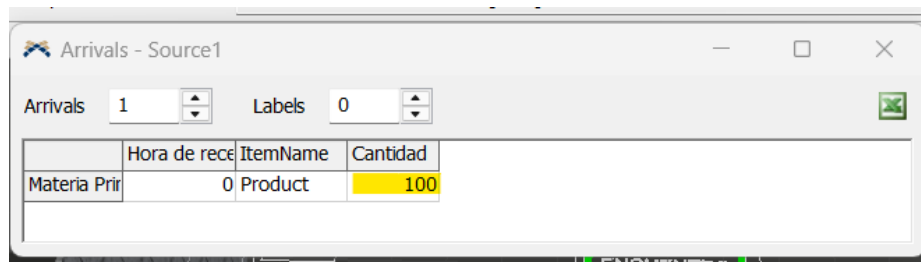 Arrivals - Source1
Arrivals 1 Labels 0
Hora de rece ItemName Cantidad
Materia Prir 0 Product 100